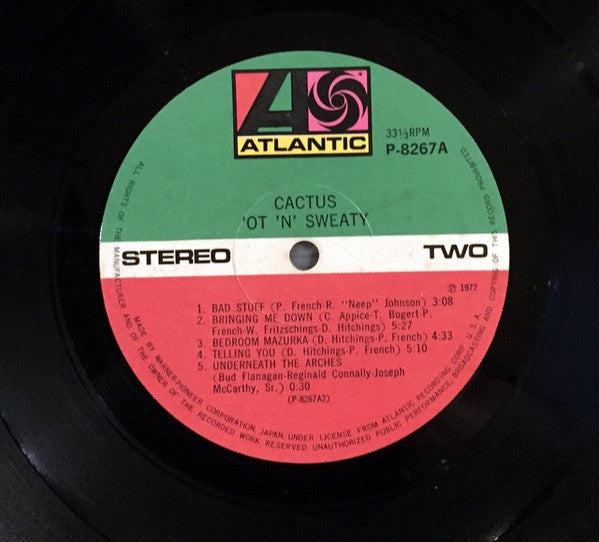 ATLANTIC
33⅓RPM
P-8267A
CACTUS
'OT 'N' SWEATY
STEREO
TWO
℗ 1972
1. BAD STUFF (P. French-R. "Neep" Johnson) 3:08
2. BRINGING ME DOWN (C. Appice-T. Bogert-P.
French-W. Fritzschings-D. Hitchings) 5:27
3. BEDROOM MAZURKA (D. Hitchings-P. French) 4:33
4. TELLING YOU (D. Hitchings-P. French) 5:10
5. UNDERNEATH THE ARCHES
(Bud Flanagan-Reginald Connally-Joseph
McCarthy, Sr.) 0:30
(P-8267A2)
MADE BY WARNER-PIONEER CORPORATION, JAPAN UNDER LICENSE FROM ATLANTIC RECORDING CORP. U.S.A.
ALL RIGHTS OF THE MANUFACTURER AND OF THE OWNER OF THE RECORDED WORK RESERVED. UNAUTHORIZED PUBLIC PERFORMANCE, BROADCASTING AND COPYING OF THIS RECORD PROHIBITED.